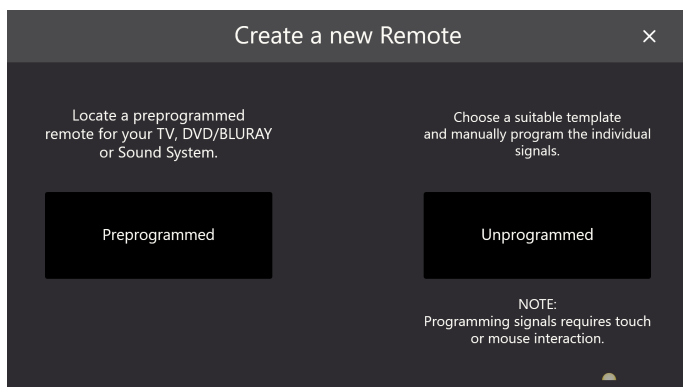 Create a new Remote
Locate a preprogrammed
remote for your TV, DVD/BLURAY
or Sound System.
Preprogrammed
Choose a suitable template
and manually program the individual
signals.
Unprogrammed
NOTE:
Programming signals requires touch
or mouse interaction.